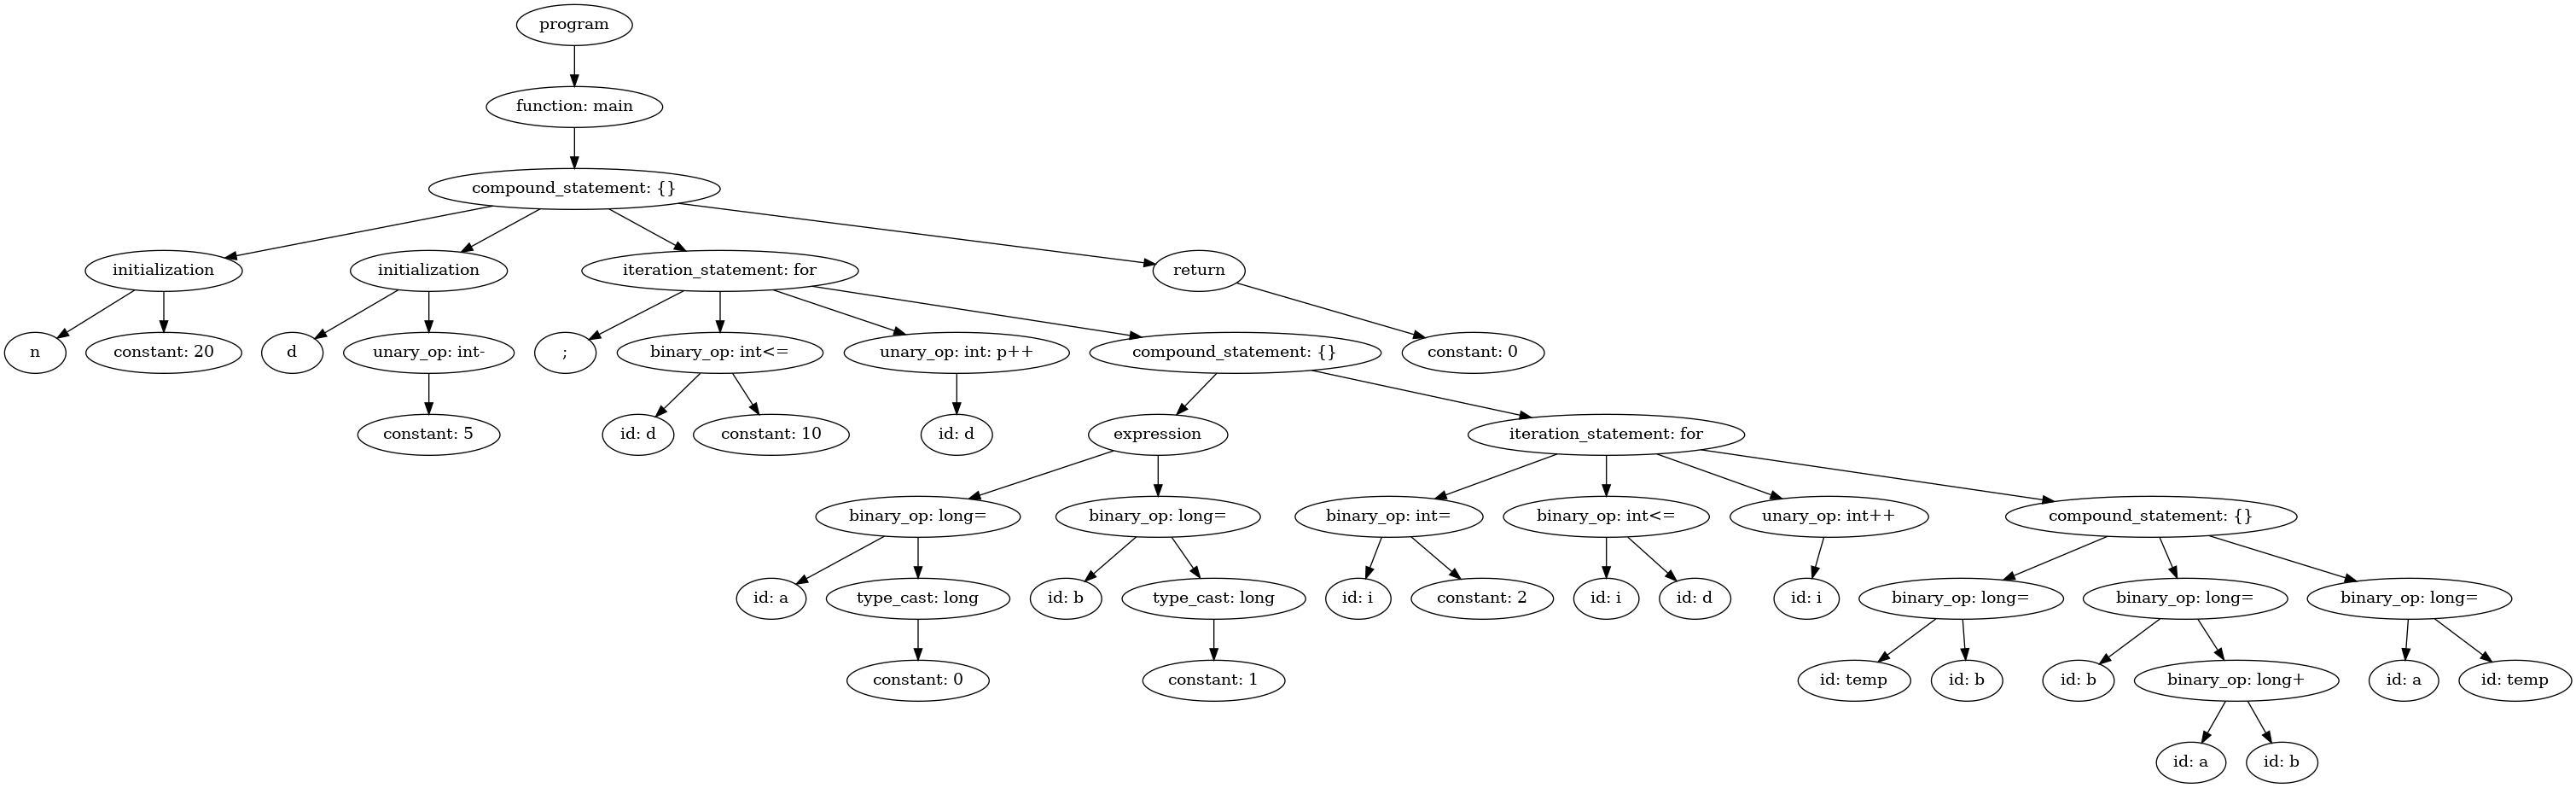 program
function: main
compound_statement: {}
initialization
initialization
iteration_statement: for
return
n
constant: 20
d
unary_op: int-
;
binary_op: int<=
unary_op: int: p++
compound_statement: {}
constant: 0
constant: 5
id: d
constant: 10
id: d
expression
iteration_statement: for
binary_op: long=
binary_op: long=
binary_op: int=
binary_op: int<=
unary_op: int++
compound_statement: {}
id: a
type_cast: long
id: b
type_cast: long
id: i
constant: 2
id: i
id: d
id: i
binary_op: long=
binary_op: long=
binary_op: long=
constant: 0
constant: 1
id: temp
id: b
id: b
binary_op: long+
id: a
id: temp
id: a
id: b